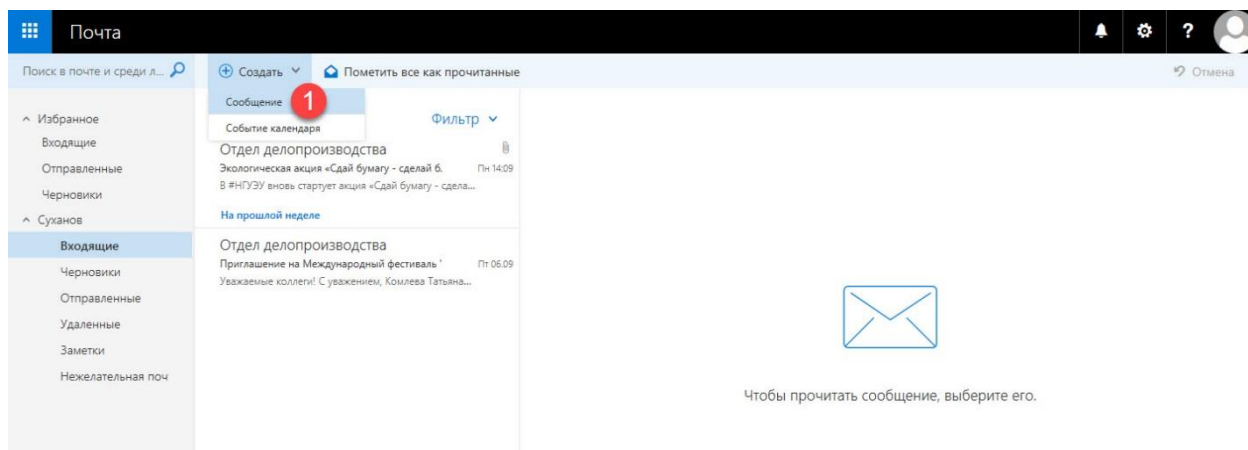 Почта
?
Поиск в почте и среди л...
Создать
Пометить все как прочитанные
Отмена
Сообщение
1
Событие календаря
Фильтр
Избранное
Входящие
Отправленные
Черновики
Суханов
Входящие
Черновики
Отправленные
Удаленные
Заметки
Нежелательная поч
Отдел делопроизводства
Экологическая акция «Сдай бумагу - сделай б. Пн 14:09
В #НГУЭУ вновь стартует акция «Сдай бумагу - сдела...
На прошлой неделе
Отдел делопроизводства
Приглашение на Международный фестиваль " Пт 06.09
Уважаемые коллеги! С уважением, Комлева Татьяна...
Чтобы прочитать сообщение, выберите его.